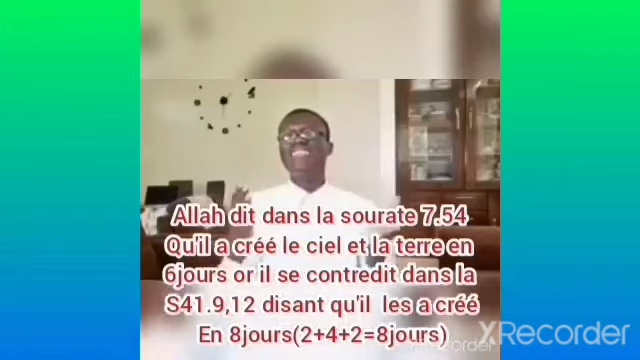 Allah dit dans la sourate 7.54
Qu'il a créé le ciel et la terre en
6jours or il se contredit dans la
S41.9,12 disant qu'il les a créé
En 8jours(2+4+2=8jours)
XRecorder